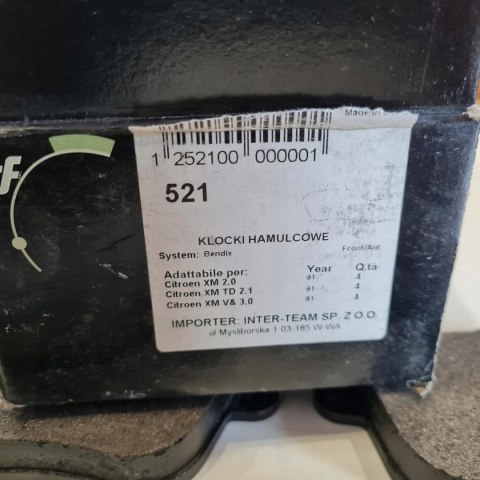 Made in
1 252100 000001
521
KLOCKI HAMULCOWE
System: Bendix Front/Ant.
Adattabile per: Year Q.tà
Citroen XM 2.0 91- 4
Citroen XM TD 2.1 91- 4
Citroen XM V& 3.0 91- 4
IMPORTER: INTER-TEAM SP. Z O.O.
ul Mysliborska 1 03-185 W-WA